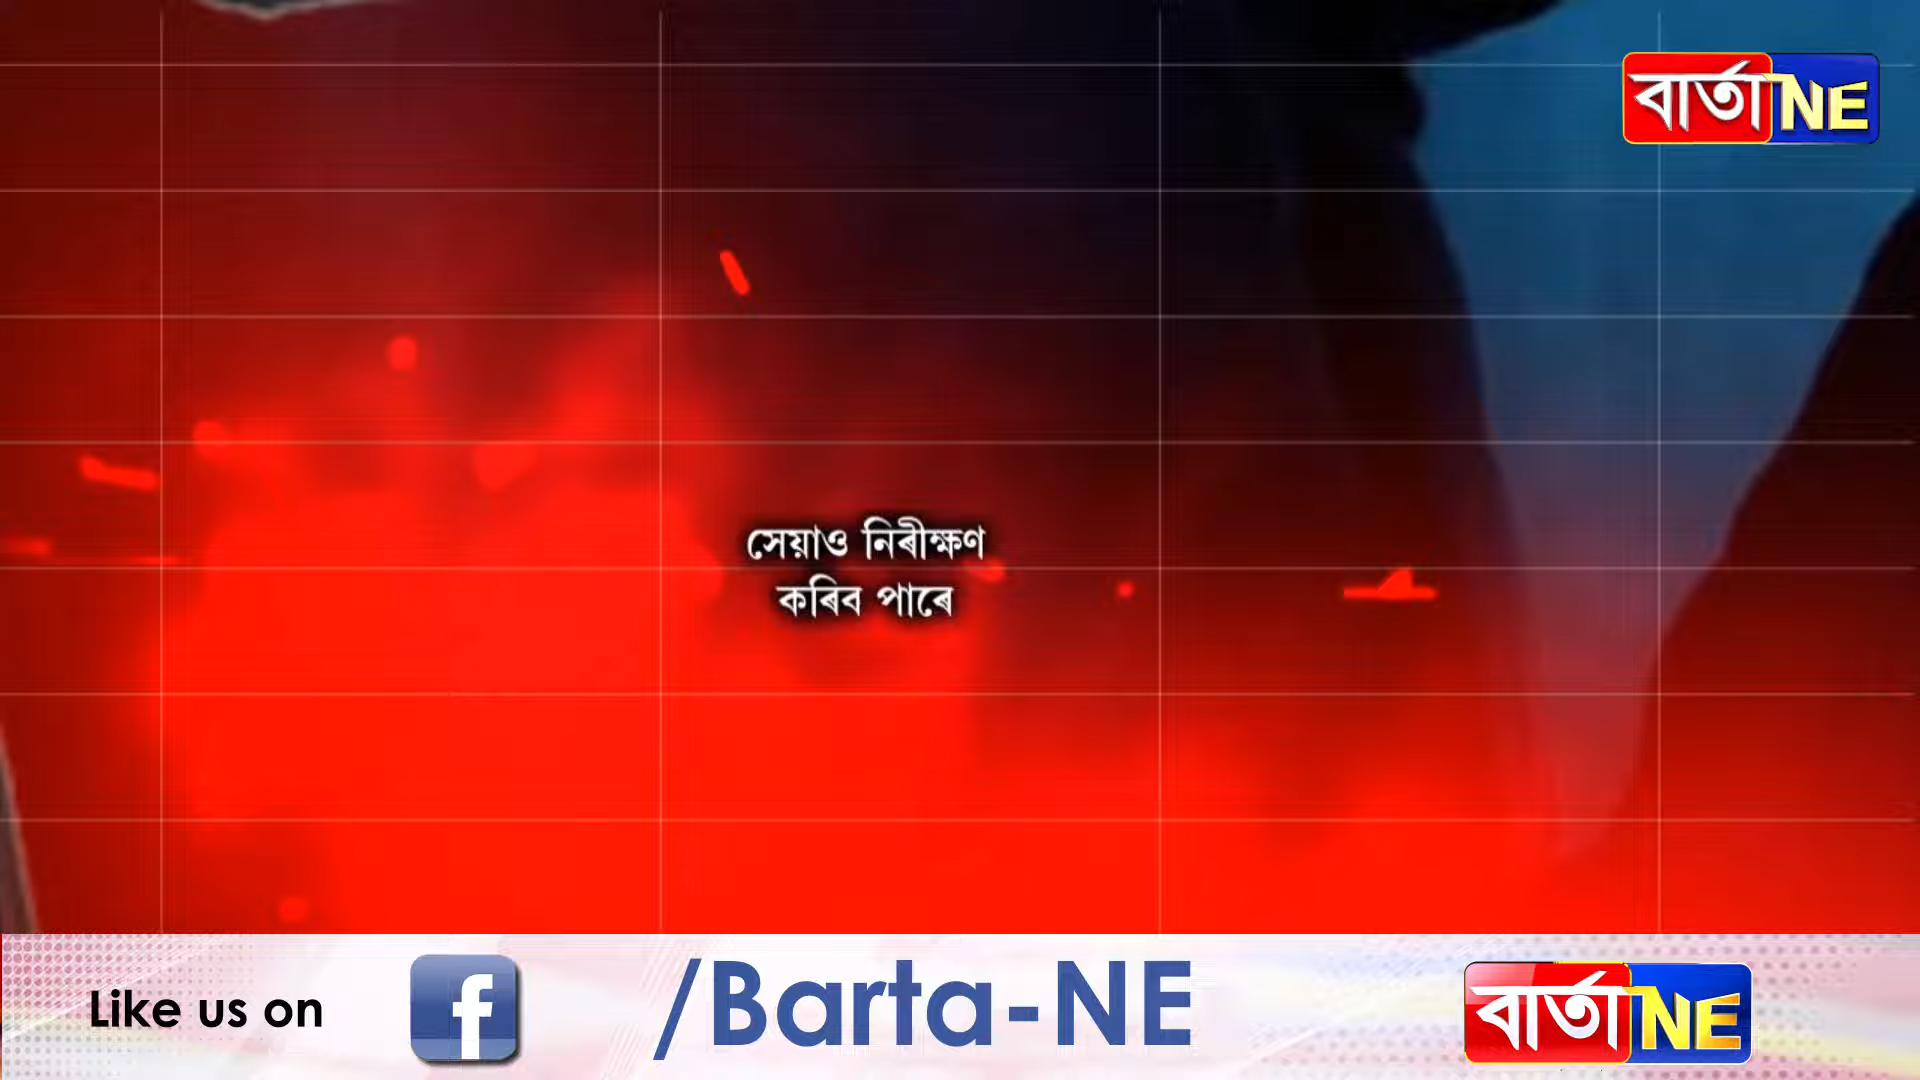 বাৰ্তা NE
সেয়াও নিৰীক্ষণ
কৰিব পাৰে
Like us on f /Barta-NE বাৰ্তা NE